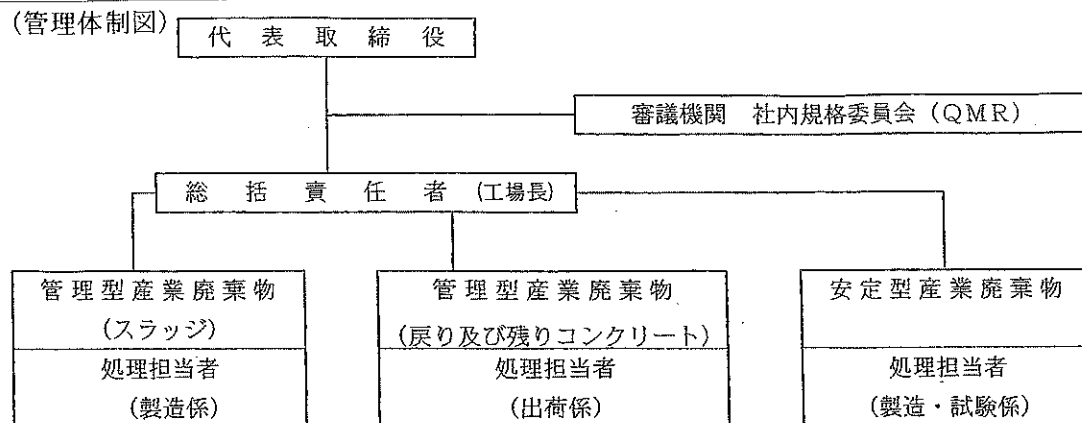 (管理体制図)
代表取締役
審議機関 社内規格委員会(QMR)
総括責任者 (工場長)
管理型産業廃棄物
(スラッジ)
処理担当者
(製造係)
管理型産業廃棄物
(戻り及び残りコンクリート)
処理担当者
(出荷係)
安定型産業廃棄物
処理担当者
(製造・試験係)